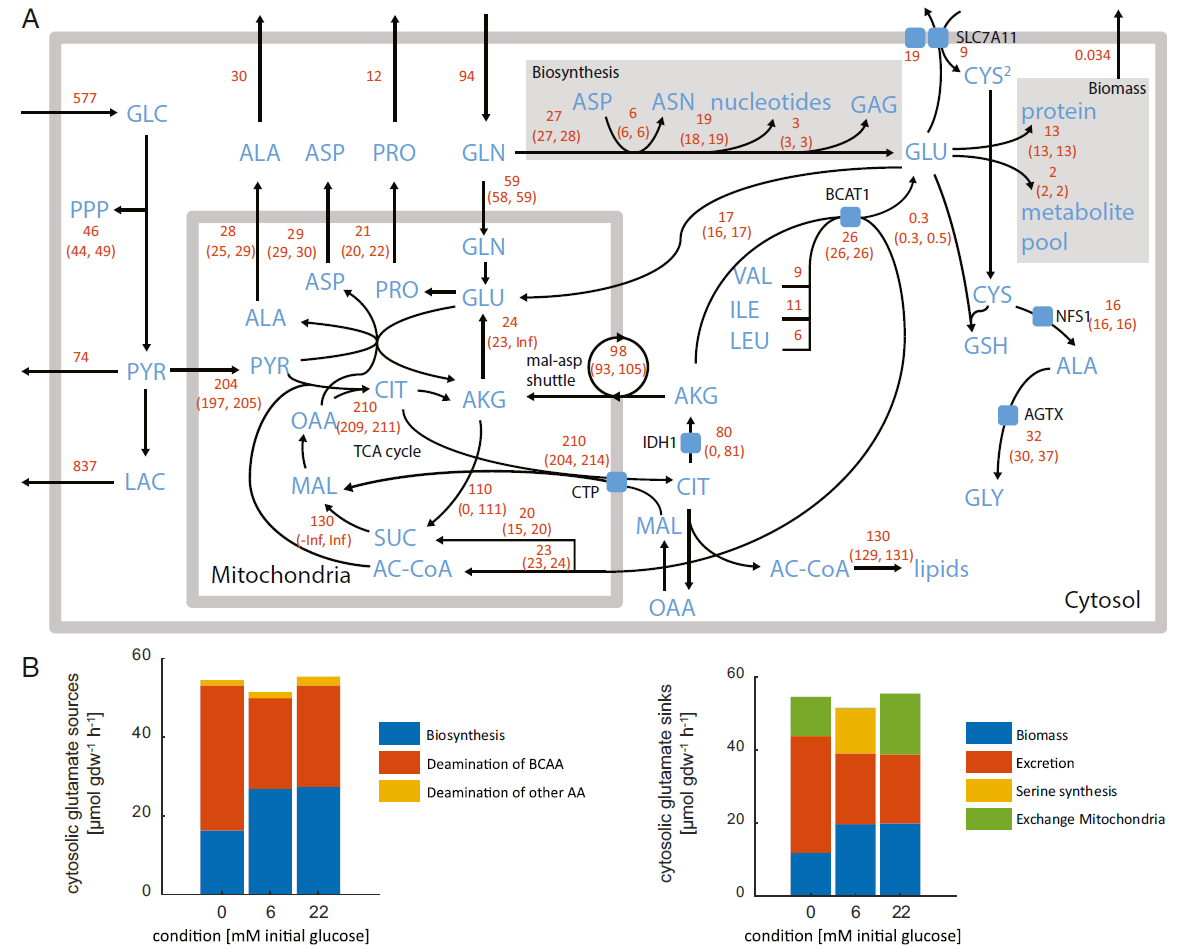 A
577
GLC
PPP
46
(44, 49)
74
PYR
204
(197, 205)
837
LAC
30
12
94
ALA
ASP
PRO
GLN
28
(25, 29)
29
(29, 30)
21
(20, 22)
59
(58, 59)
GLN
ASP
PRO
GLU
ALA
24
(23, Inf)
PYR
CIT
AKG
OAA
210
(209, 211)
TCA cycle
MAL
130
(-Inf, Inf)
SUC
AC-CoA
110
(0, 111)
20
(15, 20)
23
(23, 24)
Mitochondria
Biosynthesis
ASP
ASN
nucleotides
GAG
27
(27, 28)
6
(6, 6)
19
(18, 19)
3
(3, 3)
GLU
19
SLC7A11
9
CYS2
0.034
Biomass
protein
13
(13, 13)
2
(2, 2)
metabolite
pool
17
(16, 17)
BCAT1
26
(26, 26)
0.3
(0.3, 0.5)
VAL
9
ILE
11
LEU
6
mal-asp
shuttle
98
(93, 105)
AKG
IDH1
80
(0, 81)
210
(204, 214)
CTP
CIT
MAL
OAA
AC-CoA
130
(129, 131)
lipids
CYS
NFS1
16
(16, 16)
GSH
ALA
AGTX
32
(30, 37)
GLY
Cytosol
B
cytosolic glutamate sources
[µmol gdw-1 h-1]
60
40
20
0
0 6 22
condition [mM initial glucose]
Biosynthesis
Deamination of BCAA
Deamination of other AA
cytosolic glutamate sinks
[µmol gdw-1 h-1]
60
40
20
0
0 6 22
condition [mM initial glucose]
Biomass
Excretion
Serine synthesis
Exchange Mitochondria